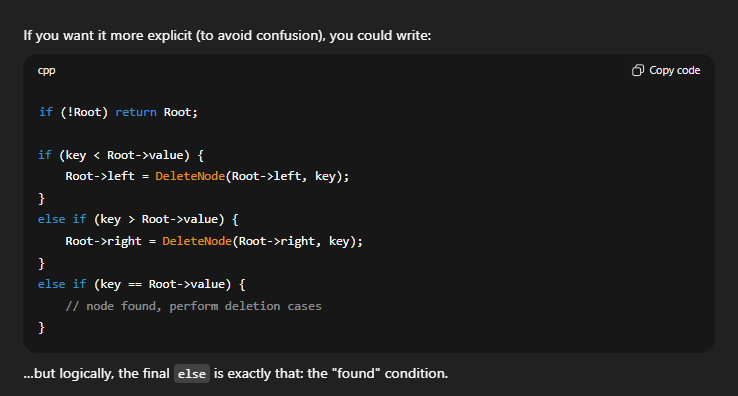 If you want it more explicit (to avoid confusion), you could write:
cpp
Copy code
if (!Root) return Root;
if (key < Root->value) {
    Root->left = DeleteNode(Root->left, key);
}
else if (key > Root->value) {
    Root->right = DeleteNode(Root->right, key);
}
else if (key == Root->value) {
    // node found, perform deletion cases
}
...but logically, the final else is exactly that: the "found" condition.